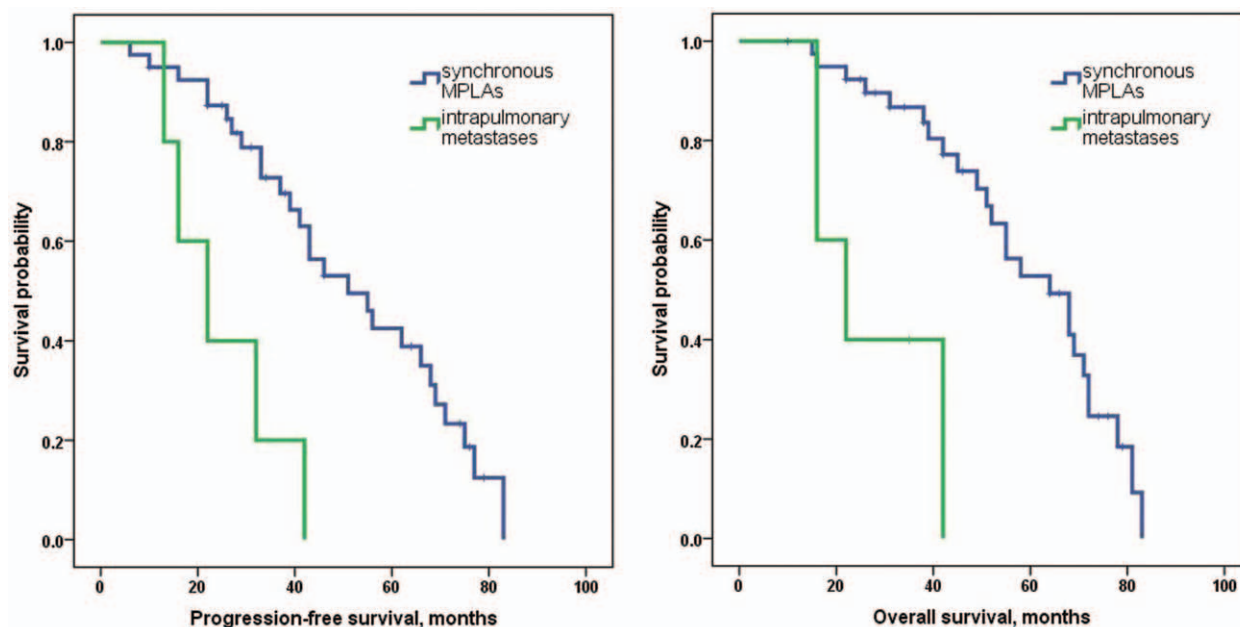 1.0
0.8
0.6
0.4
0.2
0.0
Survival probability
synchronous
MPLAs
intrapulmonary
metastases
0
20
40
60
80
100
Progression-free survival, months
1.0
0.8
0.6
0.4
0.2
0.0
Survival probability
synchronous
MPLAs
intrapulmonary
metastases
0
20
40
60
80
100
Overall survival, months